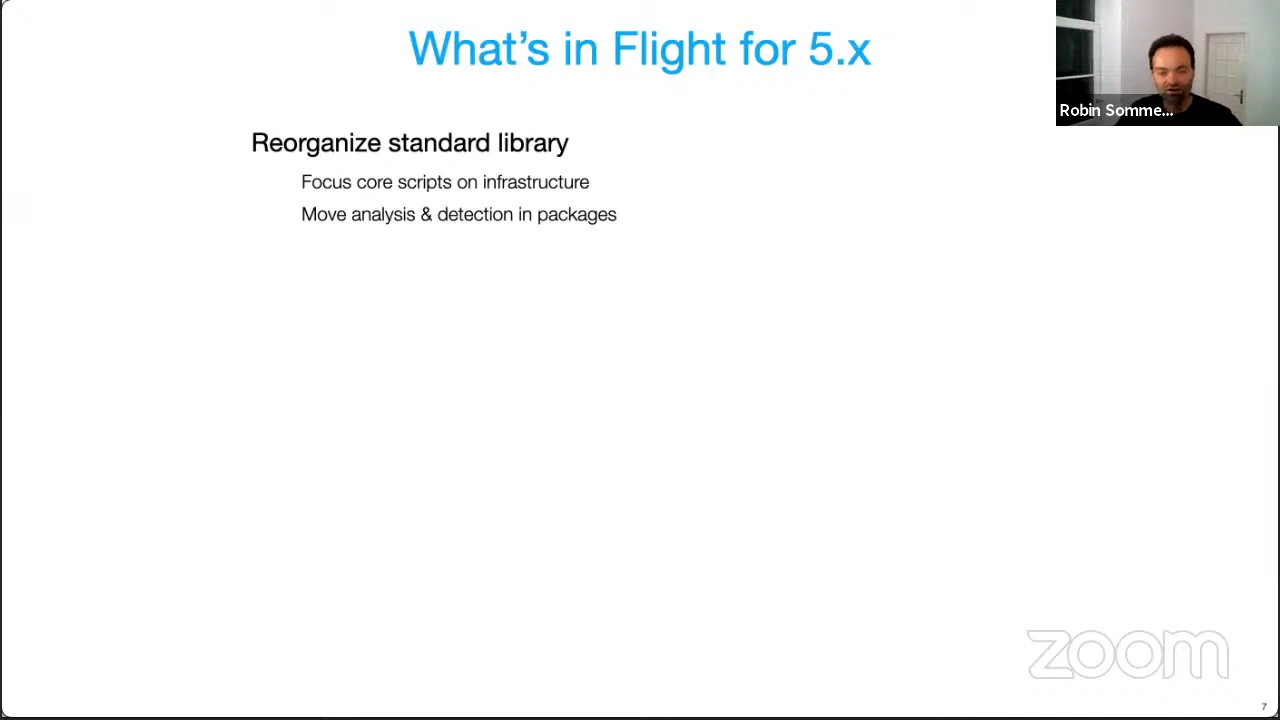 What's in Flight for 5.x
Robin Somme...
Reorganize standard library
Focus core scripts on infrastructure
Move analysis & detection in packages
zoom
7